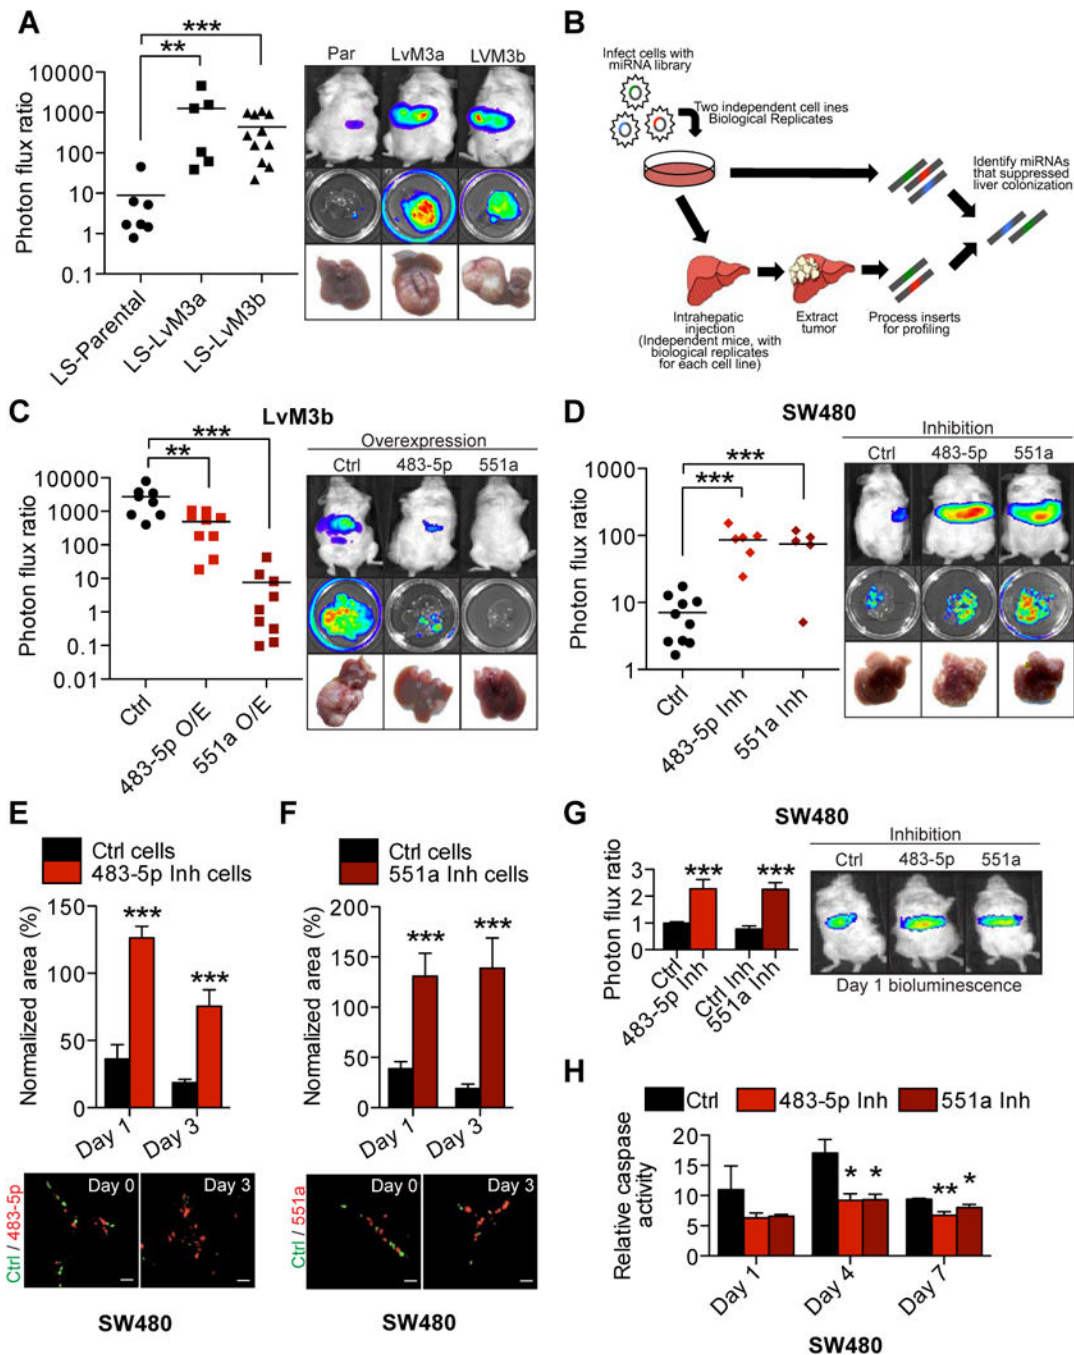 A
***
**
Photon flux ratio
10000
1000
100
10
1
0.1
LS-Parental
LS-LvM3a
LS-LvM3b
Par
LvM3a
LVM3b
B
Infect cells with
miRNA library
Two independent cell lines
Biological Replicates
Identify miRNAs
that suppressed
liver colonization
Intrahepatic
injection
(Independent mice, with
biological replicates
for each cell line)
Extract
tumor
Process inserts
for profiling
C
LvM3b
***
**
Photon flux ratio
10000
1000
100
10
1
0.1
0.01
Ctrl
483-5p O/E
551a O/E
Overexpression
Ctrl
483-5p
551a
D
SW480
***
***
Photon flux ratio
1000
100
10
1
Ctrl
483-5p Inh
551a Inh
Inhibition
Ctrl
483-5p
551a
E
Ctrl cells
483-5p Inh cells
Normalized area (%)
150
100
50
0
***
***
Day 1
Day 3
Ctrl / 483-5p
Day 0
Day 3
SW480
F
Ctrl cells
551a Inh cells
Normalized area (%)
200
150
100
50
0
***
***
Day 1
Day 3
Ctrl / 551a
Day 0
Day 3
SW480
G
SW480
Photon flux ratio
3
2
1
0
***
***
Ctrl
483-5p Inh
Ctrl Inh
551a Inh
Inhibition
Ctrl
483-5p
551a
Day 1 bioluminescence
H
Ctrl
483-5p Inh
551a Inh
Relative caspase
activity
20
15
10
5
0
*
*
**
*
Day 1
Day 4
Day 7
SW480